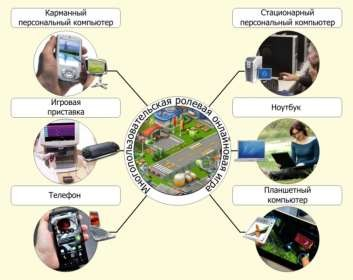 Карманный
персональный компьютер
Стационарный
персональный компьютер
Игровая
приставка
Многопользовательская ролевая онлайновая игра
Ноутбук
Телефон
Планшетный
компьютер